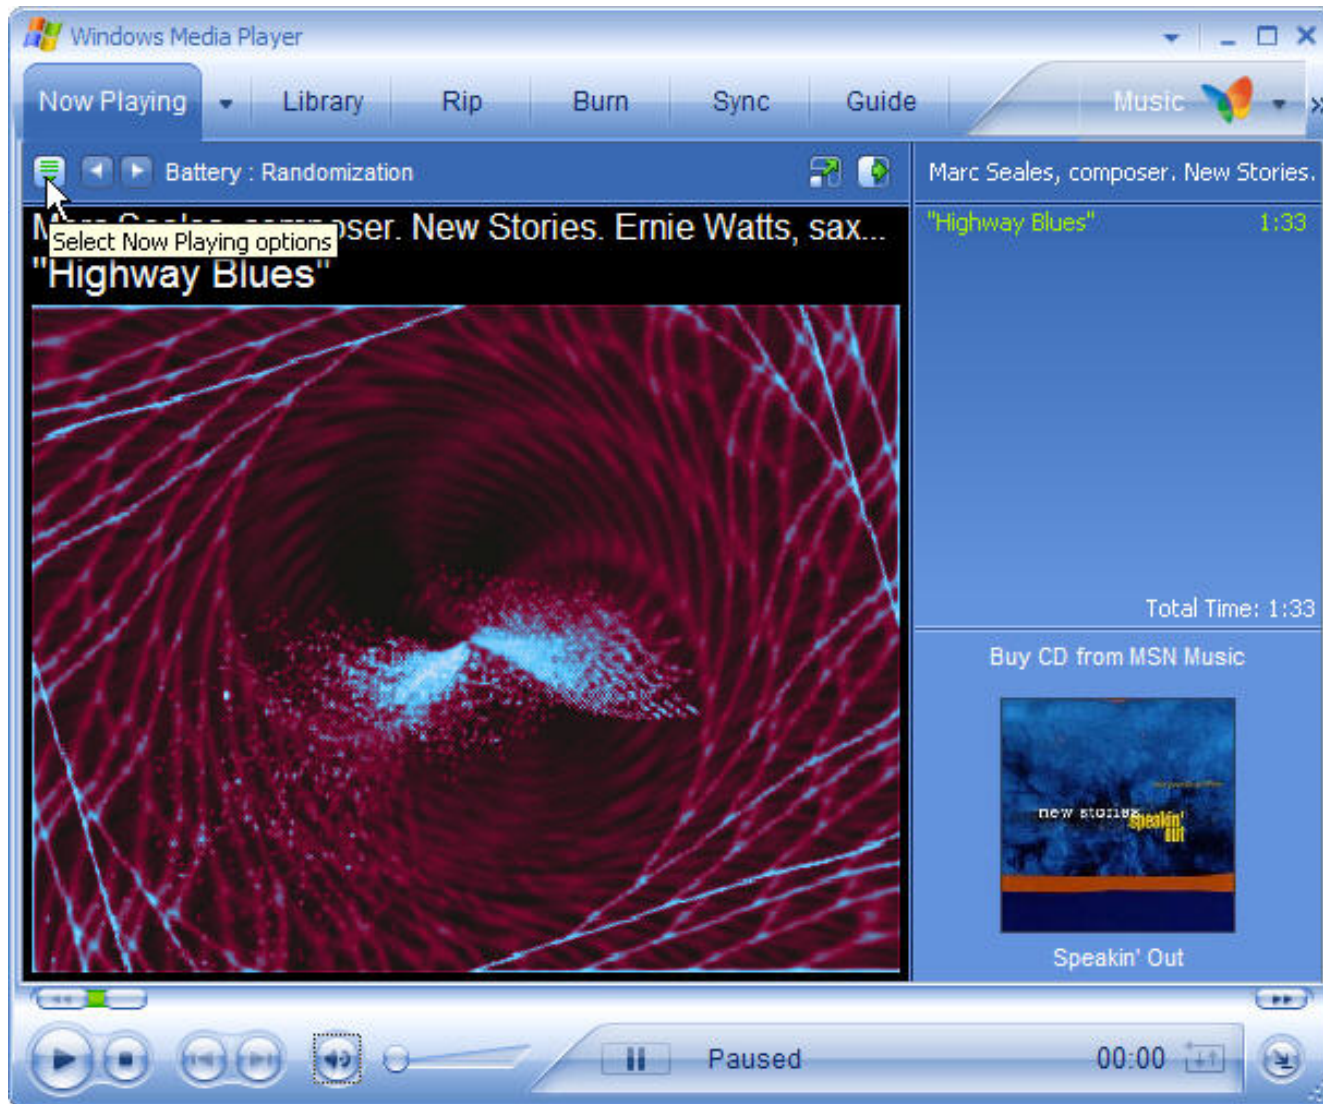 Windows Media Player
Now Playing Library Rip Burn Sync Guide Music
Battery : Randomization
Marc Seales, composer. New Stories.
poser. New Stories. Ernie Watts, sax...
Select Now Playing options
"Highway Blues"
"Highway Blues" 1:33
Total Time: 1:33
Buy CD from MSN Music
new stories
speakin'
out
Speakin' Out
Paused 00:00